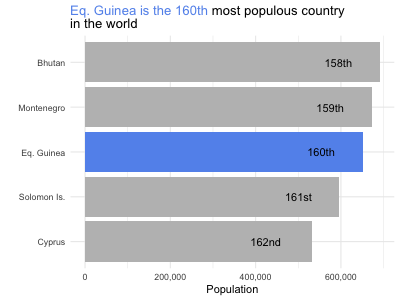 Eq. Guinea is the 160th most populous country
in the world
Bhutan
158th
Montenegro
159th
Eq. Guinea
160th
Solomon Is.
161st
Cyprus
162nd
0
200,000
400,000
600,000
Population